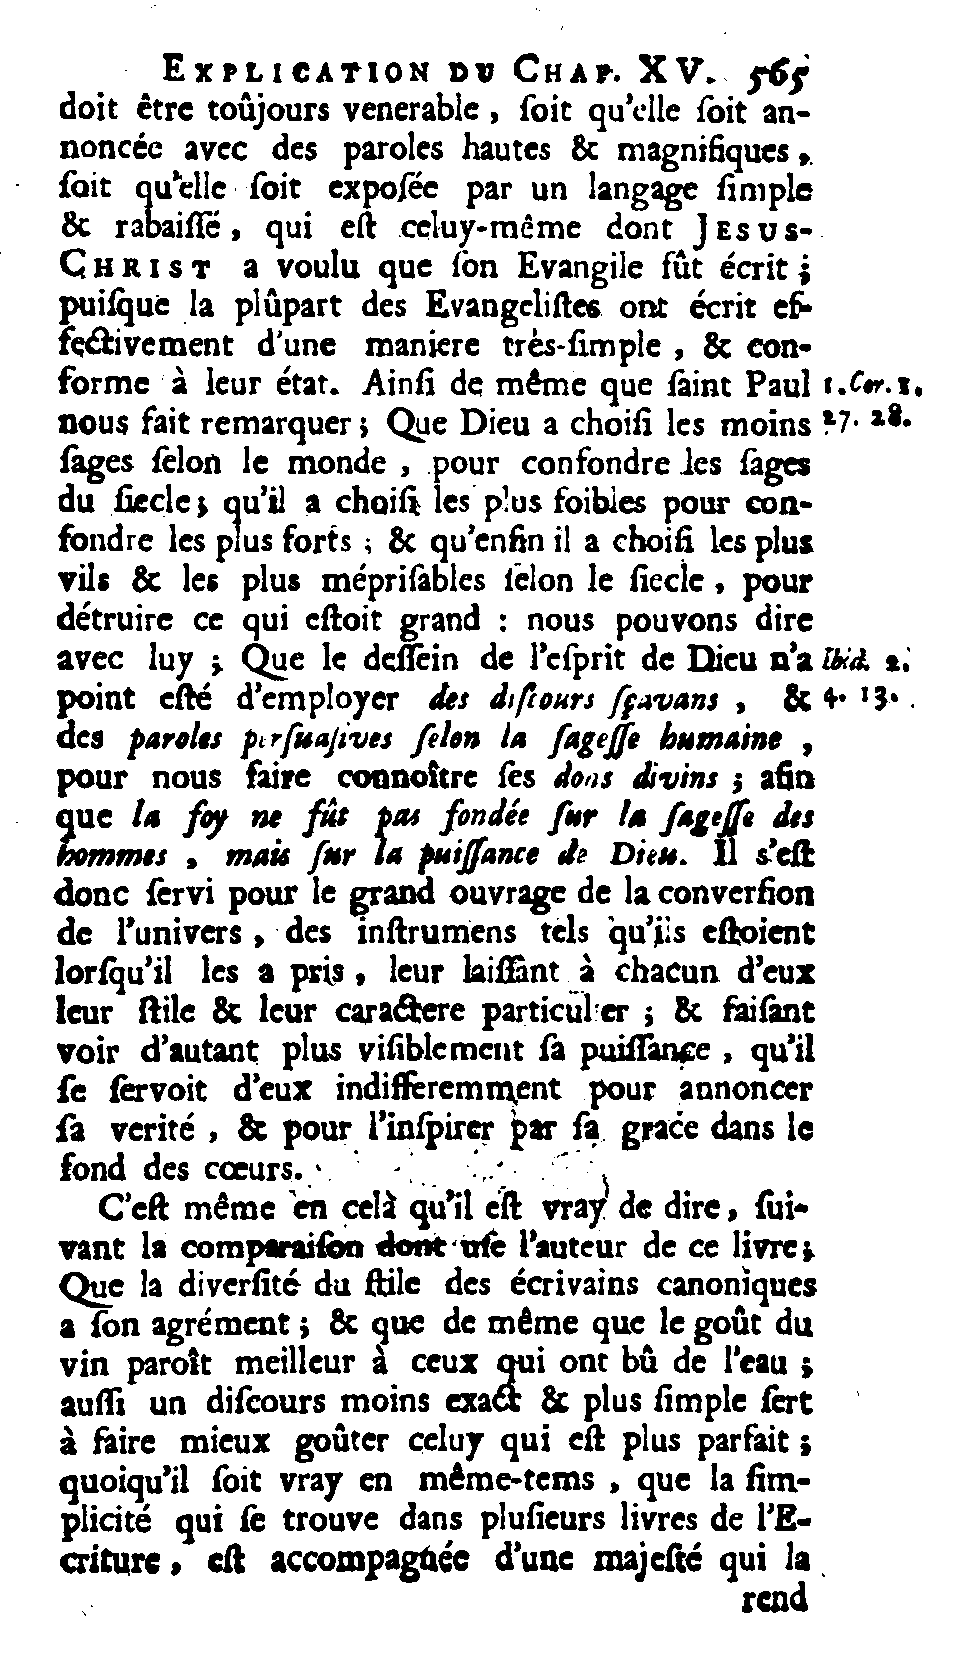 EXPLICATION DU CHAP. XV. 565
doit être toûjours venerable, ſoit qu'elle ſoit an-
noncée avec des paroles hautes & magnifiques,
ſoit qu'elle ſoit expoſée par un langage ſimple
& rabaiſſé, qui eſt celuy-même dont JESUS-
CHRIST a voulu que ſon Evangile fût écrit;
puiſque la plûpart des Evangeliſtes ont écrit ef-
fectivement d'une maniere très-ſimple, & con-
forme à leur état. Ainſi de même que ſaint Paul 1. Cor. 1.
nous fait remarquer; Que Dieu a choiſi les moins 27. 28.
ſages ſelon le monde, pour confondre les ſages
du ſiecle; qu'il a choiſi les plus foibles pour con-
fondre les plus forts; & qu'enfin il a choiſi les plus
vils & les plus mépriſables ſelon le ſiecle, pour
détruire ce qui eſtoit grand : nous pouvons dire
avec luy; Que le deſſein de l'eſprit de Dieu n'a Ibid. 2.
point eſté d'employer des diſcours ſçavans, & 4. 13.
des paroles perſuaſives ſelon la ſageſſe humaine,
pour nous faire connoître ſes dons divins; afin
que la foy ne fût pas fondée ſur la ſageſſe des
hommes, mais ſur la puiſſance de Dieu. Il s'eſt
donc ſervi pour le grand ouvrage de la converſion
de l'univers, des inſtrumens tels qu'ils eſtoient
lorſqu'il les a pris, leur laiſſant à chacun d'eux
leur ſtile & leur caractere particulier; & faiſant
voir d'autant plus viſiblement ſa puiſſance, qu'il
ſe ſervoit d'eux indifferemment pour annoncer
ſa verité, & pour l'inſpirer par ſa grace dans le
fond des cœurs.
C'eſt même en celà qu'il eſt vray de dire, ſui-
vant la comparaiſon dont uſe l'auteur de ce livre;
Que la diverſité du ſtile des écrivains canoniques
a ſon agrément; & que de même que le goût du
vin paroît meilleur à ceux qui ont bû de l'eau;
auſſi un diſcours moins exact & plus ſimple ſert
à faire mieux goûter celuy qui eſt plus parfait;
quoiqu'il ſoit vray en même-tems, que la ſim-
plicité qui ſe trouve dans pluſieurs livres de l'E-
criture, eſt accompagnée d'une majeſté qui la
rend